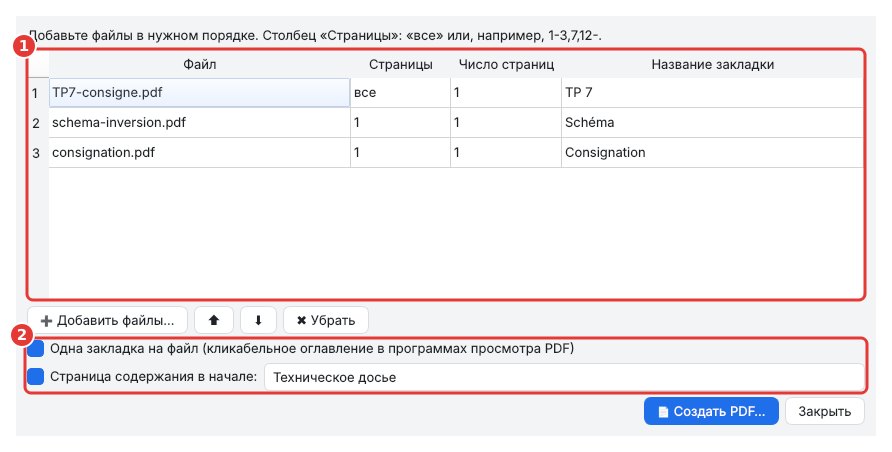 Добавьте файлы в нужном порядке. Столбец «Страницы»: «все» или, например, 1-3,7,12-.
1
Файл Страницы Число страниц Название закладки
1 TP7-consigne.pdf все 1 TP 7
2 schema-inversion.pdf 1 1 Schéma
3 consignation.pdf 1 1 Consignation
➕ Добавить файлы... ⬆ ⬇ ✖ Убрать
2
Одна закладка на файл (кликабельное оглавление в программах просмотра PDF)
Страница содержания в начале: Техническое досье
Создать PDF... Закрыть